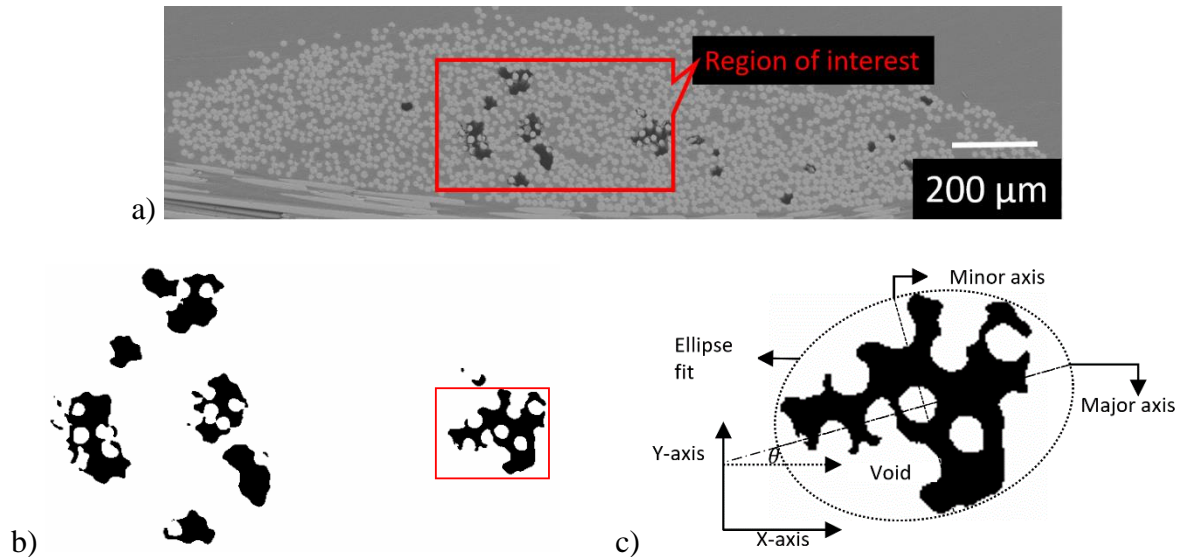 Region of interest
200 μm
a)
b)
Minor axis
Ellipse
fit
Major axis
Y-axis
θ
Void
X-axis
c)